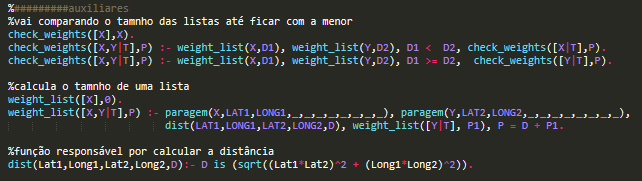 %#########auxiliares
%vai comparando o tamnho das listas até ficar com a menor
check_weights([X],X).
check_weights([X,Y|T],P) :- weight_list(X,D1), weight_list(Y,D2), D1 <  D2, check_weights([X|T],P).
check_weights([X,Y|T],P) :- weight_list(X,D1), weight_list(Y,D2), D1 >= D2,  check_weights([Y|T],P).
%calcula o tamnho de uma lista
weight_list([X],0).
weight_list([X,Y|T],P) :- paragem(X,LAT1,LONG1,_,_,_,_,_,_,_,_), paragem(Y,LAT2,LONG2,_,_,_,_,_,_,_,_),
dist(LAT1,LONG1,LAT2,LONG2,D), weight_list([Y|T], P1), P = D + P1.
%função responsável por calcular a distância
dist(Lat1,Long1,Lat2,Long2,D):- D is (sqrt((Lat1*Lat2)^2 + (Long1*Long2)^2)).